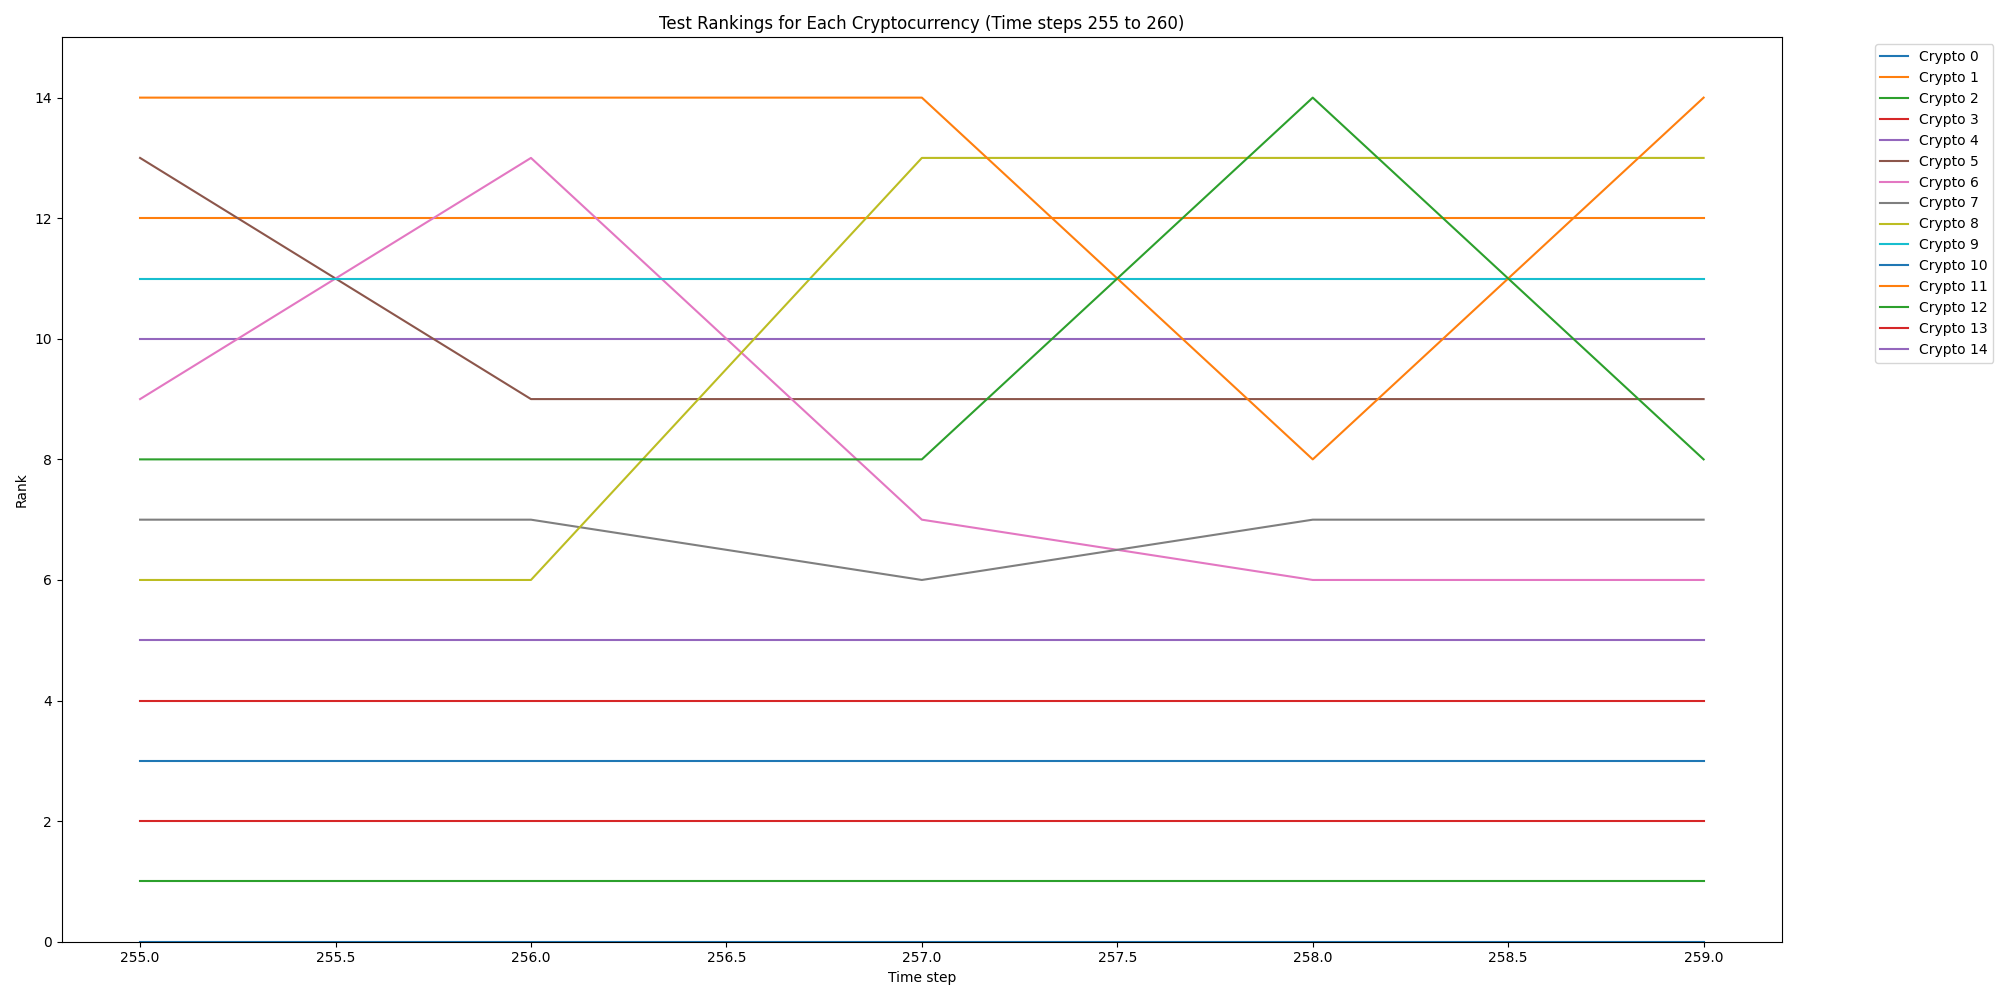 Test Rankings for Each Cryptocurrency (Time steps 255 to 260)
Crypto 0
Crypto 1
Crypto 2
Crypto 3
Crypto 4
Crypto 5
Crypto 6
Crypto 7
Crypto 8
Crypto 9
Crypto 10
Crypto 11
Crypto 12
Crypto 13
Crypto 14
Rank
14
12
10
8
6
4
2
0
255.0 255.5 256.0 256.5 257.0 257.5 258.0 258.5 259.0
Time step